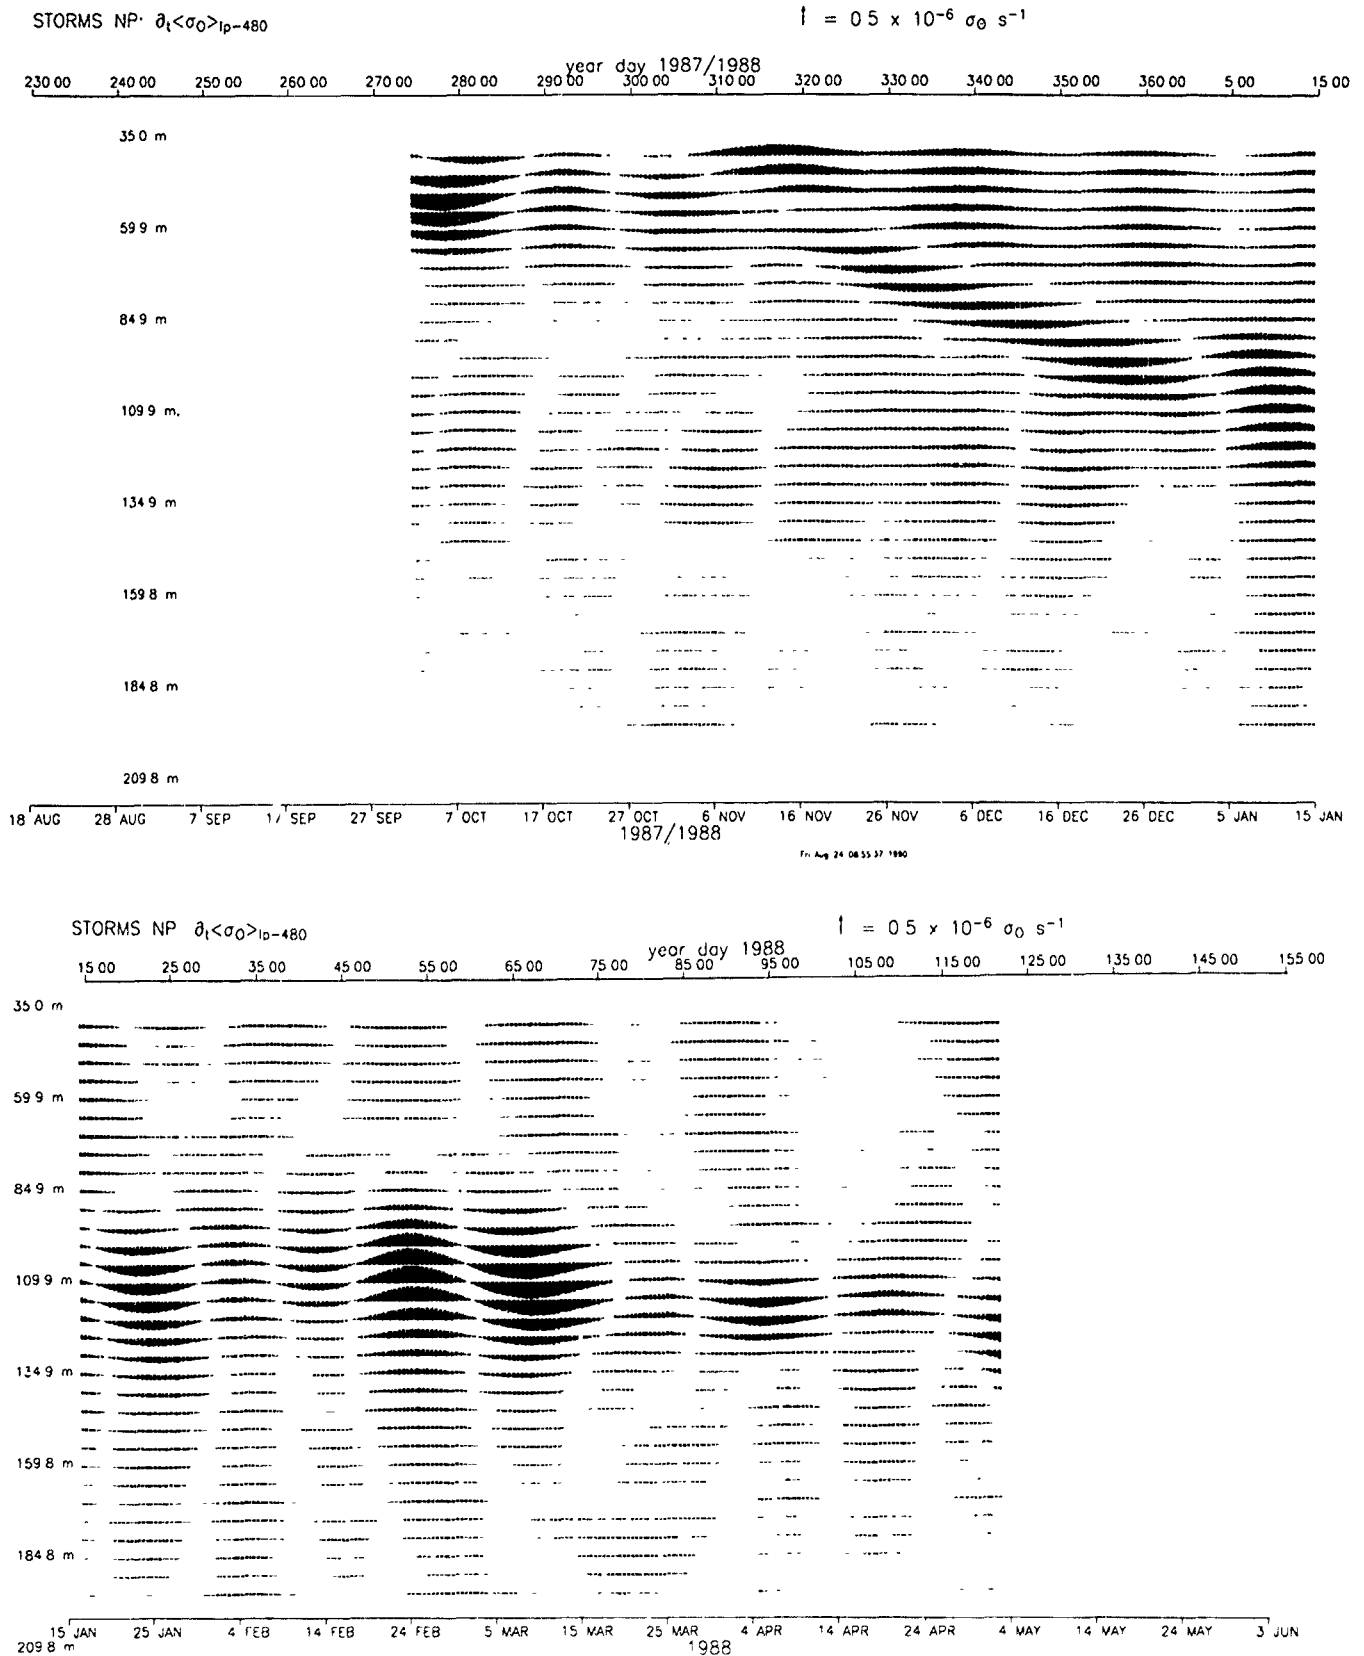 STORMS NP· ∂t<σ0>lp-480
↑ = 0 5 x 10⁻⁶ σθ s⁻¹
year day 1987/1988
230 00 240 00 250 00 260 00 270 00 280 00 290 00 300 00 310 00 320 00 330 00 340 00 350 00 360 00 5 00 15 00
35 0 m
59 9 m
84 9 m
109 9 m.
134 9 m
159 8 m
184 8 m
209 8 m
18 AUG 28 AUG 7 SEP 1/ SEP 27 SEP 7 OCT 17 OCT 27 OCT 6 NOV 16 NOV 26 NOV 6 DEC 16 DEC 26 DEC 5 JAN 15 JAN
1987/1988
Fri Aug 24 08 55 37 1990
STORMS NP ∂t<σ0>lp-480
↑ = 0 5 x 10⁻⁶ σ0 s⁻¹
year day 1988
15 00 25 00 35 00 45 00 55 00 65 00 75 00 85 00 95 00 105 00 115 00 125 00 135 00 145 00 155 00
35 0 m
59 9 m
84 9 m
109 9 m
134 9 m
159 8 m
184 8 m
15 JAN 25 JAN 4 FEB 14 FEB 24 FEB 5 MAR 15 MAR 25 MAR 4 APR 14 APR 24 APR 4 MAY 14 MAY 24 MAY 3 JUN
209 8 m
1988